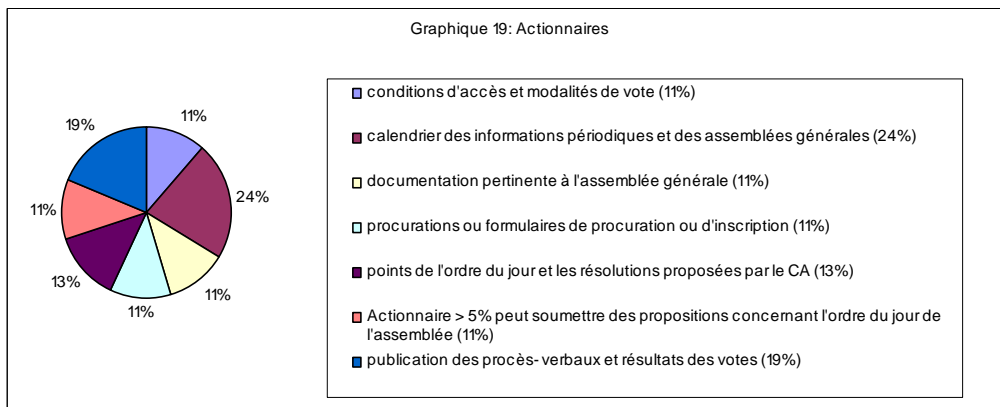 Graphique 19: Actionnaires
11%
24%
11%
11%
13%
11%
19%
conditions d'accès et modalités de vote (11%)
calendrier des informations périodiques et des assemblées générales (24%)
documentation pertinente à l'assemblée générale (11%)
procurations ou formulaires de procuration ou d'inscription (11%)
points de l'ordre du jour et les résolutions proposées par le CA (13%)
Actionnaire > 5% peut soumettre des propositions concernant l'ordre du jour de
l'assemblée (11%)
publication des procès-verbaux et résultats des votes (19%)